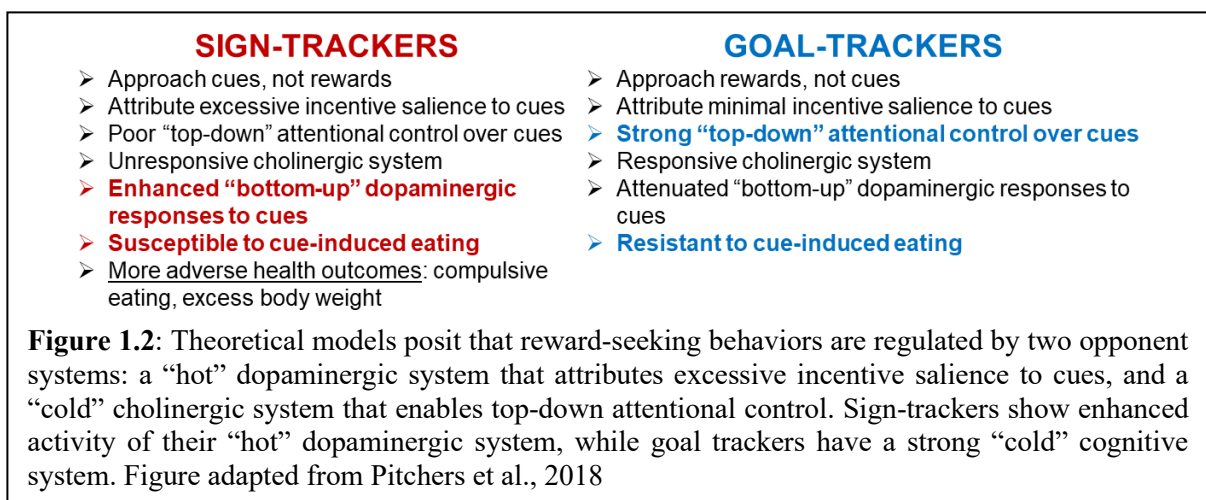 SIGN-TRACKERS
➢ Approach cues, not rewards
➢ Attribute excessive incentive salience to cues
➢ Poor “top-down” attentional control over cues
➢ Unresponsive cholinergic system
➢ Enhanced “bottom-up” dopaminergic
responses to cues
➢ Susceptible to cue-induced eating
➢ More adverse health outcomes: compulsive
eating, excess body weight
GOAL-TRACKERS
➢ Approach rewards, not cues
➢ Attribute minimal incentive salience to cues
➢ Strong “top-down” attentional control over cues
➢ Responsive cholinergic system
➢ Attenuated “bottom-up” dopaminergic responses to
cues
➢ Resistant to cue-induced eating
Figure 1.2: Theoretical models posit that reward-seeking behaviors are regulated by two opponent
systems: a “hot” dopaminergic system that attributes excessive incentive salience to cues, and a
“cold” cholinergic system that enables top-down attentional control. Sign-trackers show enhanced
activity of their “hot” dopaminergic system, while goal trackers have a strong “cold” cognitive
system. Figure adapted from Pitchers et al., 2018